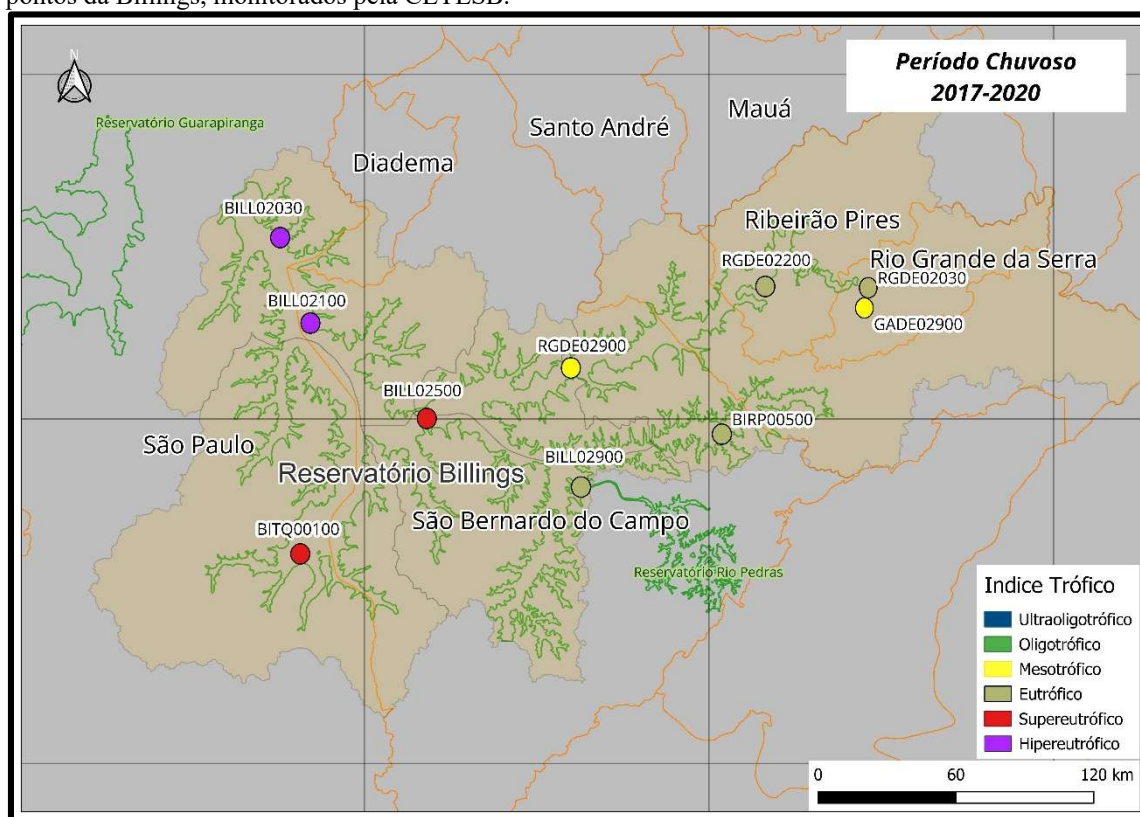 pontos da Billings, monitorados pela CETESB.
Período Chuvoso
2017-2020
N
Reservatório Guarapiranga
Mauá
Santo André
Diadema
BILL02030
Ribeirão Pires
RGDE02200
Rio Grande da Serra
RGDE02030
BILL02100
GADE02900
RGDE02900
BILL02500
BIRP00500
São Paulo
BILL02900
Reservatório Billings
São Bernardo do Campo
BITQ00100
Reservatório Rio Pedras
Indice Trófico
Ultraoligotrófico
Oligotrófico
Mesotrófico
Eutrófico
Supereutrófico
Hipereutrófico
0 60 120 km